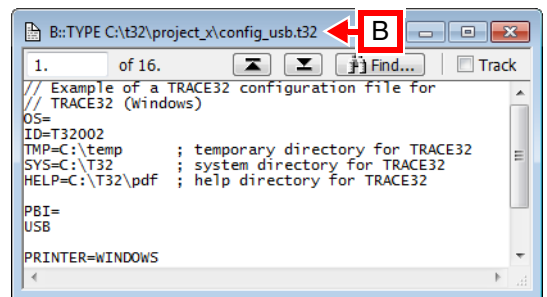 B::TYPE C:\t32\project_x\config_usb.t32
B
1. of 16. Find... Track
// Example of a TRACE32 configuration file for
// TRACE32 (Windows)
OS=
ID=T32002
TMP=C:\temp ; temporary directory for TRACE32
SYS=C:\T32 ; system directory for TRACE32
HELP=C:\T32\pdf ; help directory for TRACE32
PBI=
USB
PRINTER=WINDOWS